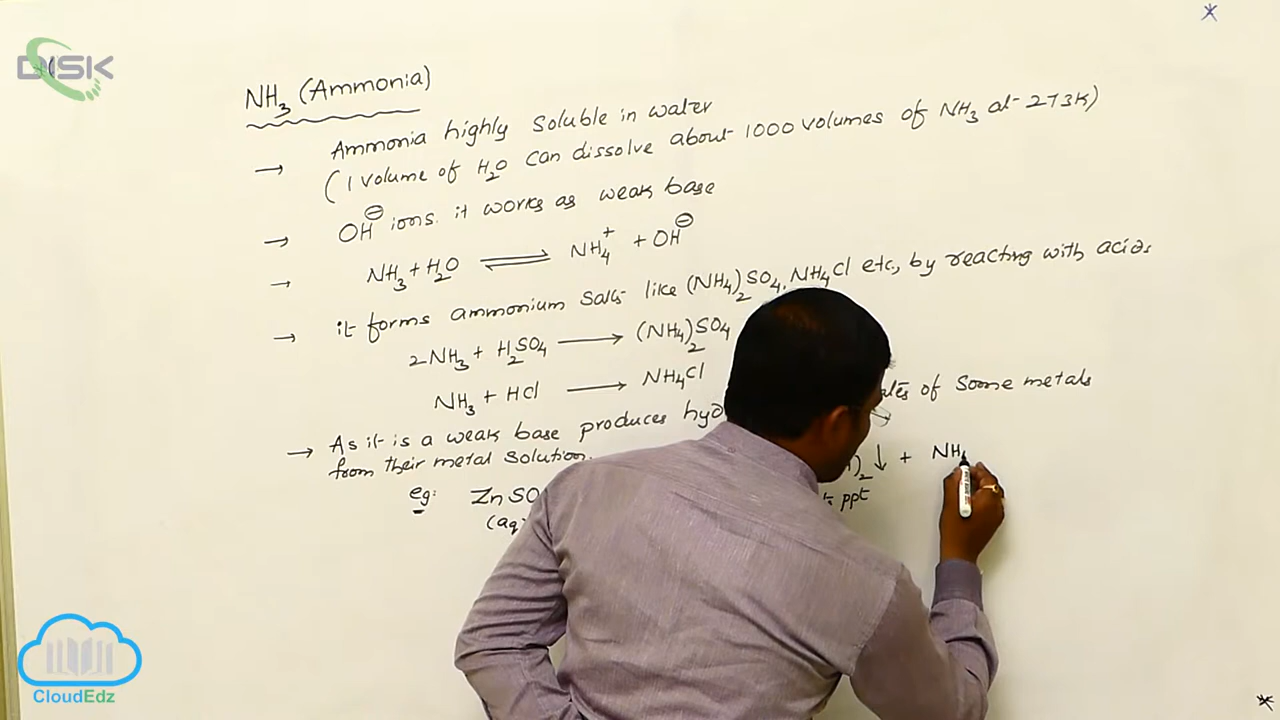 DISK
NH₃ (Ammonia)
→ Ammonia highly soluble in water
(1 volume of H₂O can dissolve about 1000 volumes of NH₃ at 273K)
→ OH⊖ ions. it works as weak base
→ NH₃ + H₂O ⇌ NH₄⁺ + OH⊖
→ it forms ammonium salts like (NH₄)₂SO₄, NH₄Cl etc, by reacting with acids
2NH₃ + H₂SO₄ ⟶ (NH₄)₂SO₄
NH₃ + HCl ⟶ NH₄Cl
→ As it is a weak base produces of some metals
from their metal solution.
eg: ZnSO )₂ ↓ + NH
(aq ppt
CloudEdz